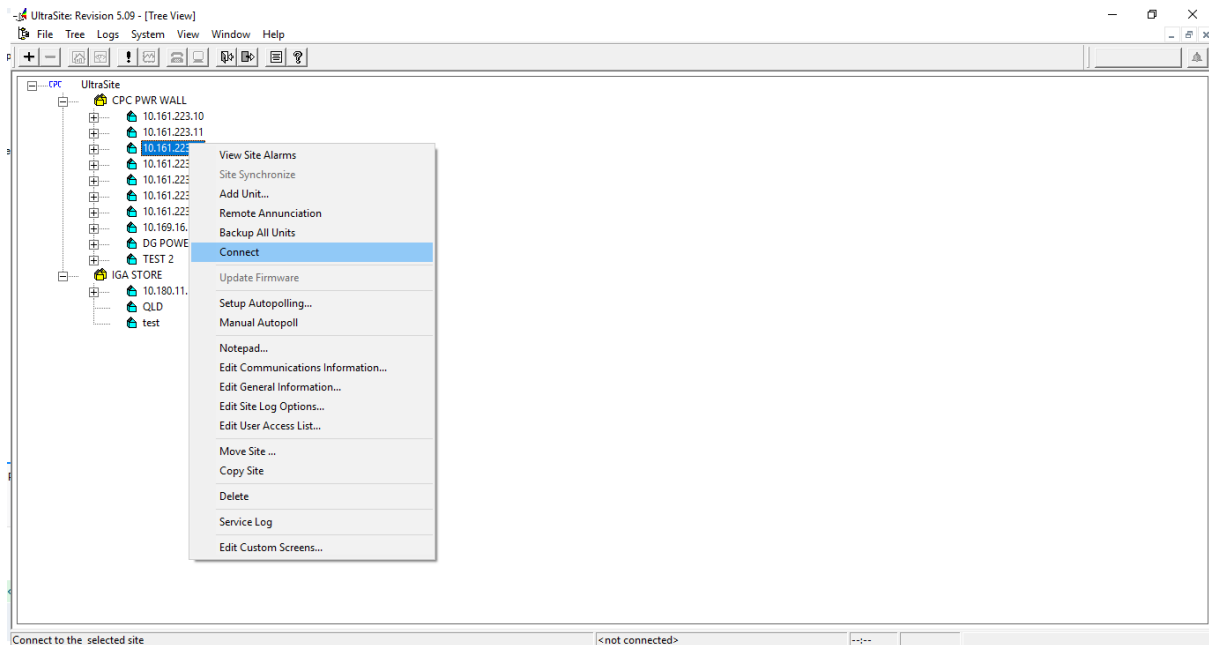 UltraSite: Revision 5.09 - [Tree View]
File Tree Logs System View Window Help
CPC UltraSite
CPC PWR WALL
10.161.223.10
10.161.223.11
10.161.223
10.161.223
10.161.223
10.161.223
10.161.223
10.169.16.
DG POWE
TEST 2
IGA STORE
10.180.11.
QLD
test
View Site Alarms
Site Synchronize
Add Unit...
Remote Annunciation
Backup All Units
Connect
Update Firmware
Setup Autopolling...
Manual Autopoll
Notepad...
Edit Communications Information...
Edit General Information...
Edit Site Log Options...
Edit User Access List...
Move Site ...
Copy Site
Delete
Service Log
Edit Custom Screens...
Connect to the selected site
<not connected>
--:--